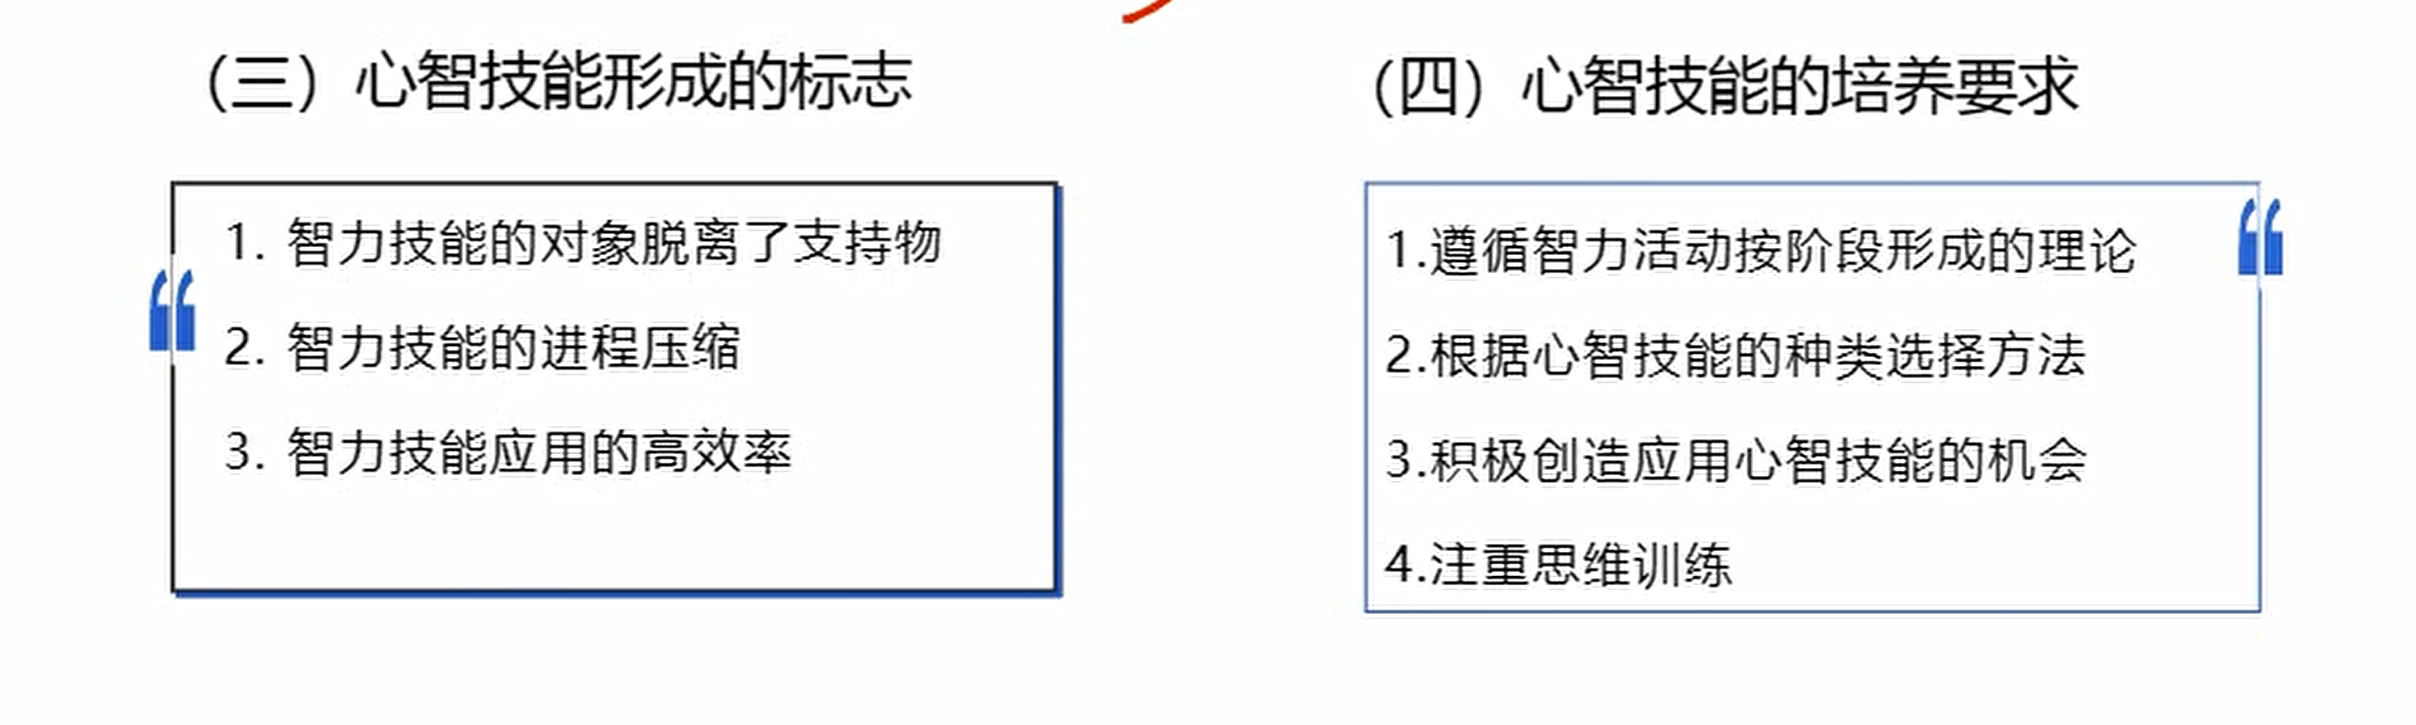 （三）心智技能形成的标志
1. 智力技能的对象脱离了支持物
2. 智力技能的进程压缩
3. 智力技能应用的高效率
（四）心智技能的培养要求
1.遵循智力活动按阶段形成的理论
2.根据心智技能的种类选择方法
3.积极创造应用心智技能的机会
4.注重思维训练